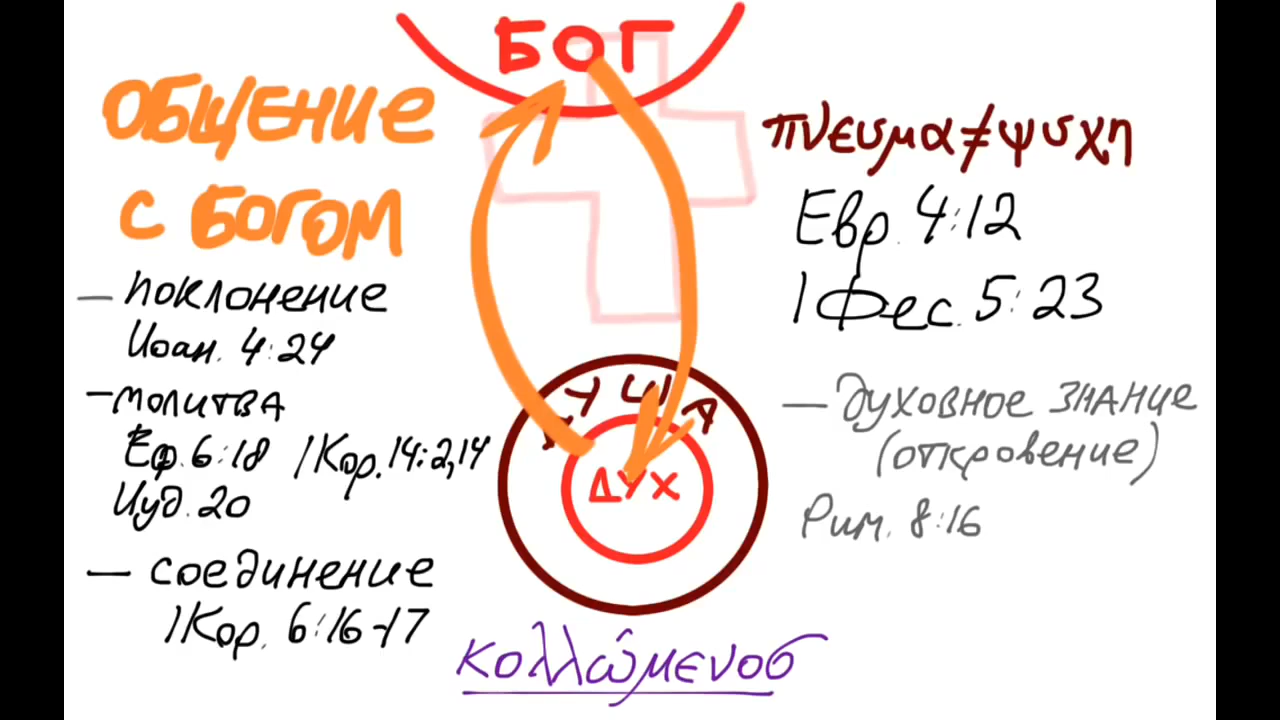 БОГ
ОБЩЕНИЕ
С БОГОМ
— поклонение
Иоан. 4:24
— молитва
Еф. 6:18 1Кор. 14:2,14
Иуд. 20
— соединение
1Кор. 6:16-17
πνευμα≠ψυχη
Евр. 4:12
1Фес. 5:23
— духовное знание
(откровение)
Рим. 8:16
ДУША
ДУХ
κολλώμενοσ